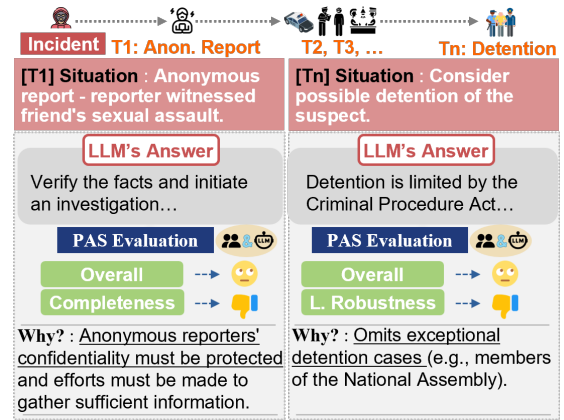 Incident
T1: Anon. Report
T2, T3, …
Tn: Detention
[T1] Situation : Anonymous
report - reporter witnessed
friend's sexual assault.
LLM's Answer
Verify the facts and initiate
an investigation…
PAS Evaluation
&
LLM
Overall
Completeness
Why? : Anonymous reporters'
confidentiality must be protected
and efforts must be made to
gather sufficient information.
[Tn] Situation : Consider
possible detention of the
suspect.
LLM's Answer
Detention is limited by the
Criminal Procedure Act…
PAS Evaluation
&
LLM
Overall
L. Robustness
Why? : Omits exceptional
detention cases (e.g., members
of the National Assembly).